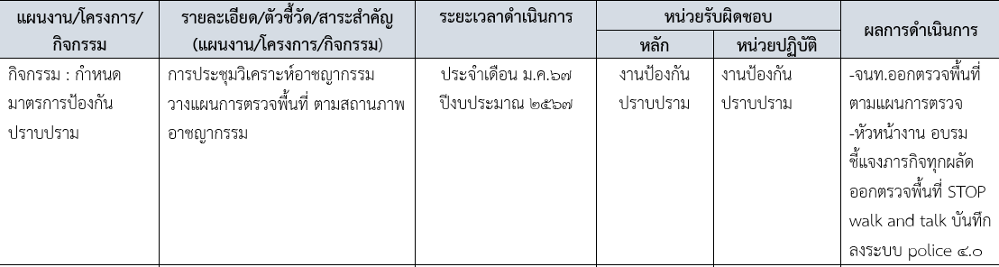 แผนงาน/โครงการ/
กิจกรรม
รายละเอียด/ตัวชี้วัด/สาระสำคัญ
(แผนงาน/โครงการ/กิจกรรม)
ระยะเวลาดำเนินการ
หน่วยรับผิดชอบ
หลัก
หน่วยปฏิบัติ
ผลการดำเนินการ
กิจกรรม : กำหนด
มาตรการป้องกัน
ปราบปราม
การประชุมวิเคราะห์อาชญากรรม
วางแผนการตรวจพื้นที่ ตามสถานภาพ
อาชญากรรม
ประจำเดือน ม.ค.๖๗
ปีงบประมาณ ๒๕๖๗
งานป้องกัน
ปราบปราม
งานป้องกัน
ปราบปราม
-จนท.ออกตรวจพื้นที่
ตามแผนการตรวจ
-หัวหน้างาน อบรม
ชี้แจงภารกิจทุกผลัด
ออกตรวจพื้นที่ STOP
walk and talk บันทึก
ลงระบบ police ๔.๐